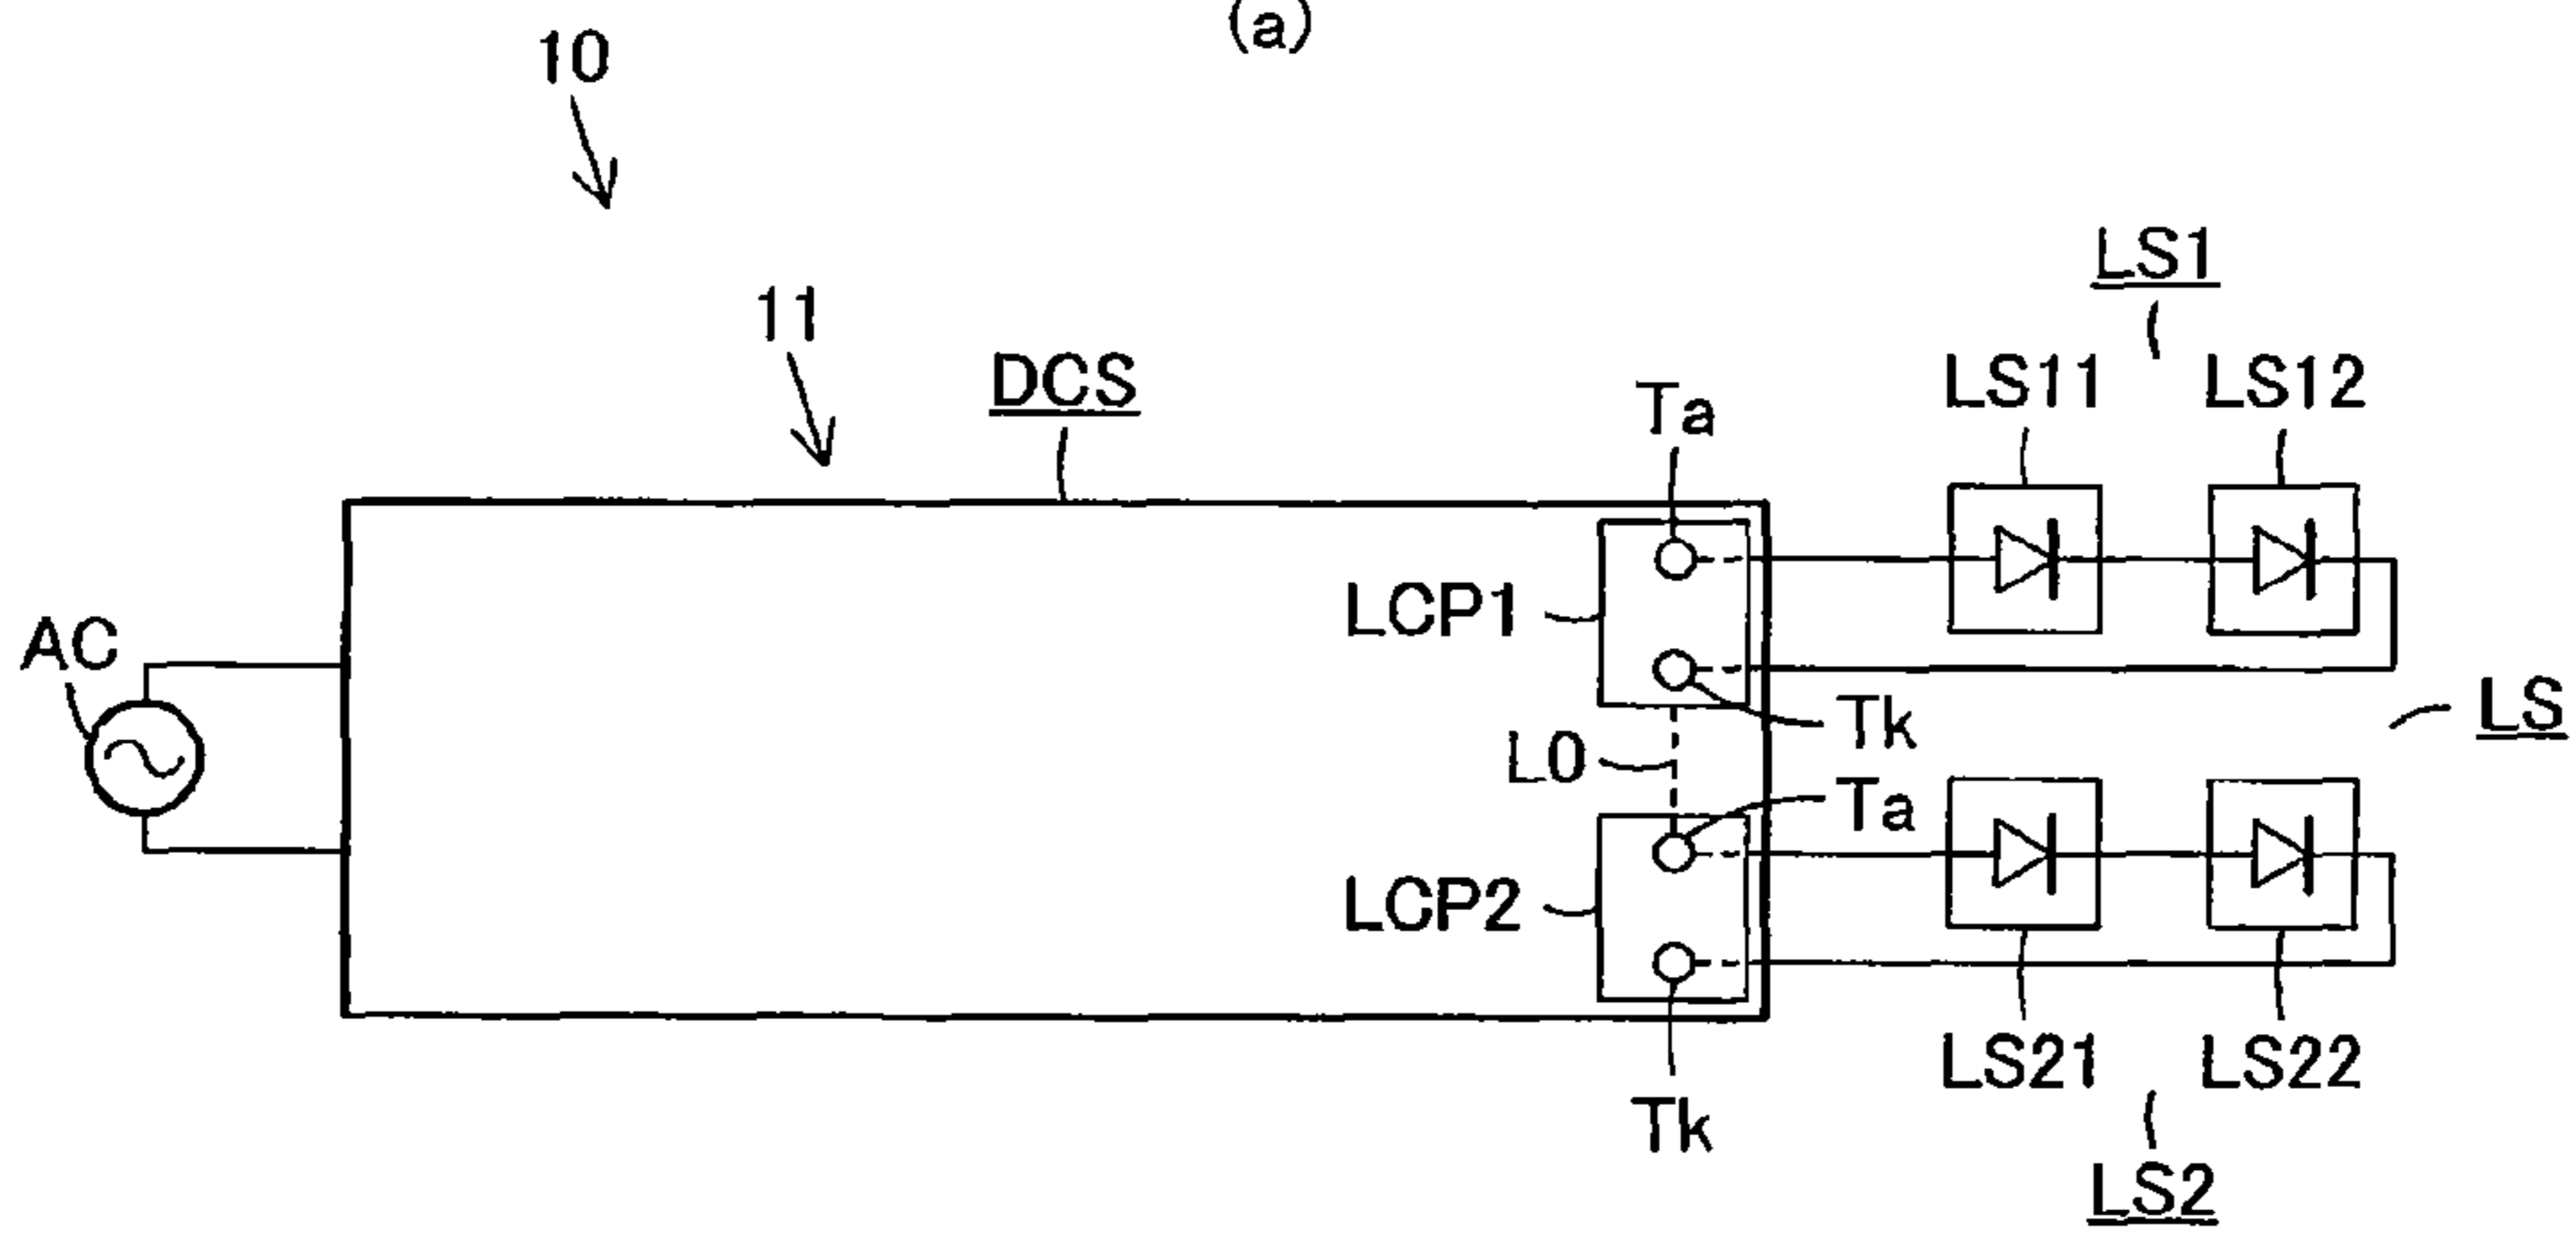 (a)
10
11
DCS
Ta
LS1
LS11
LS12
AC
LCP1
Tk
LS
L0
Ta
LCP2
LS21
LS22
Tk
LS2